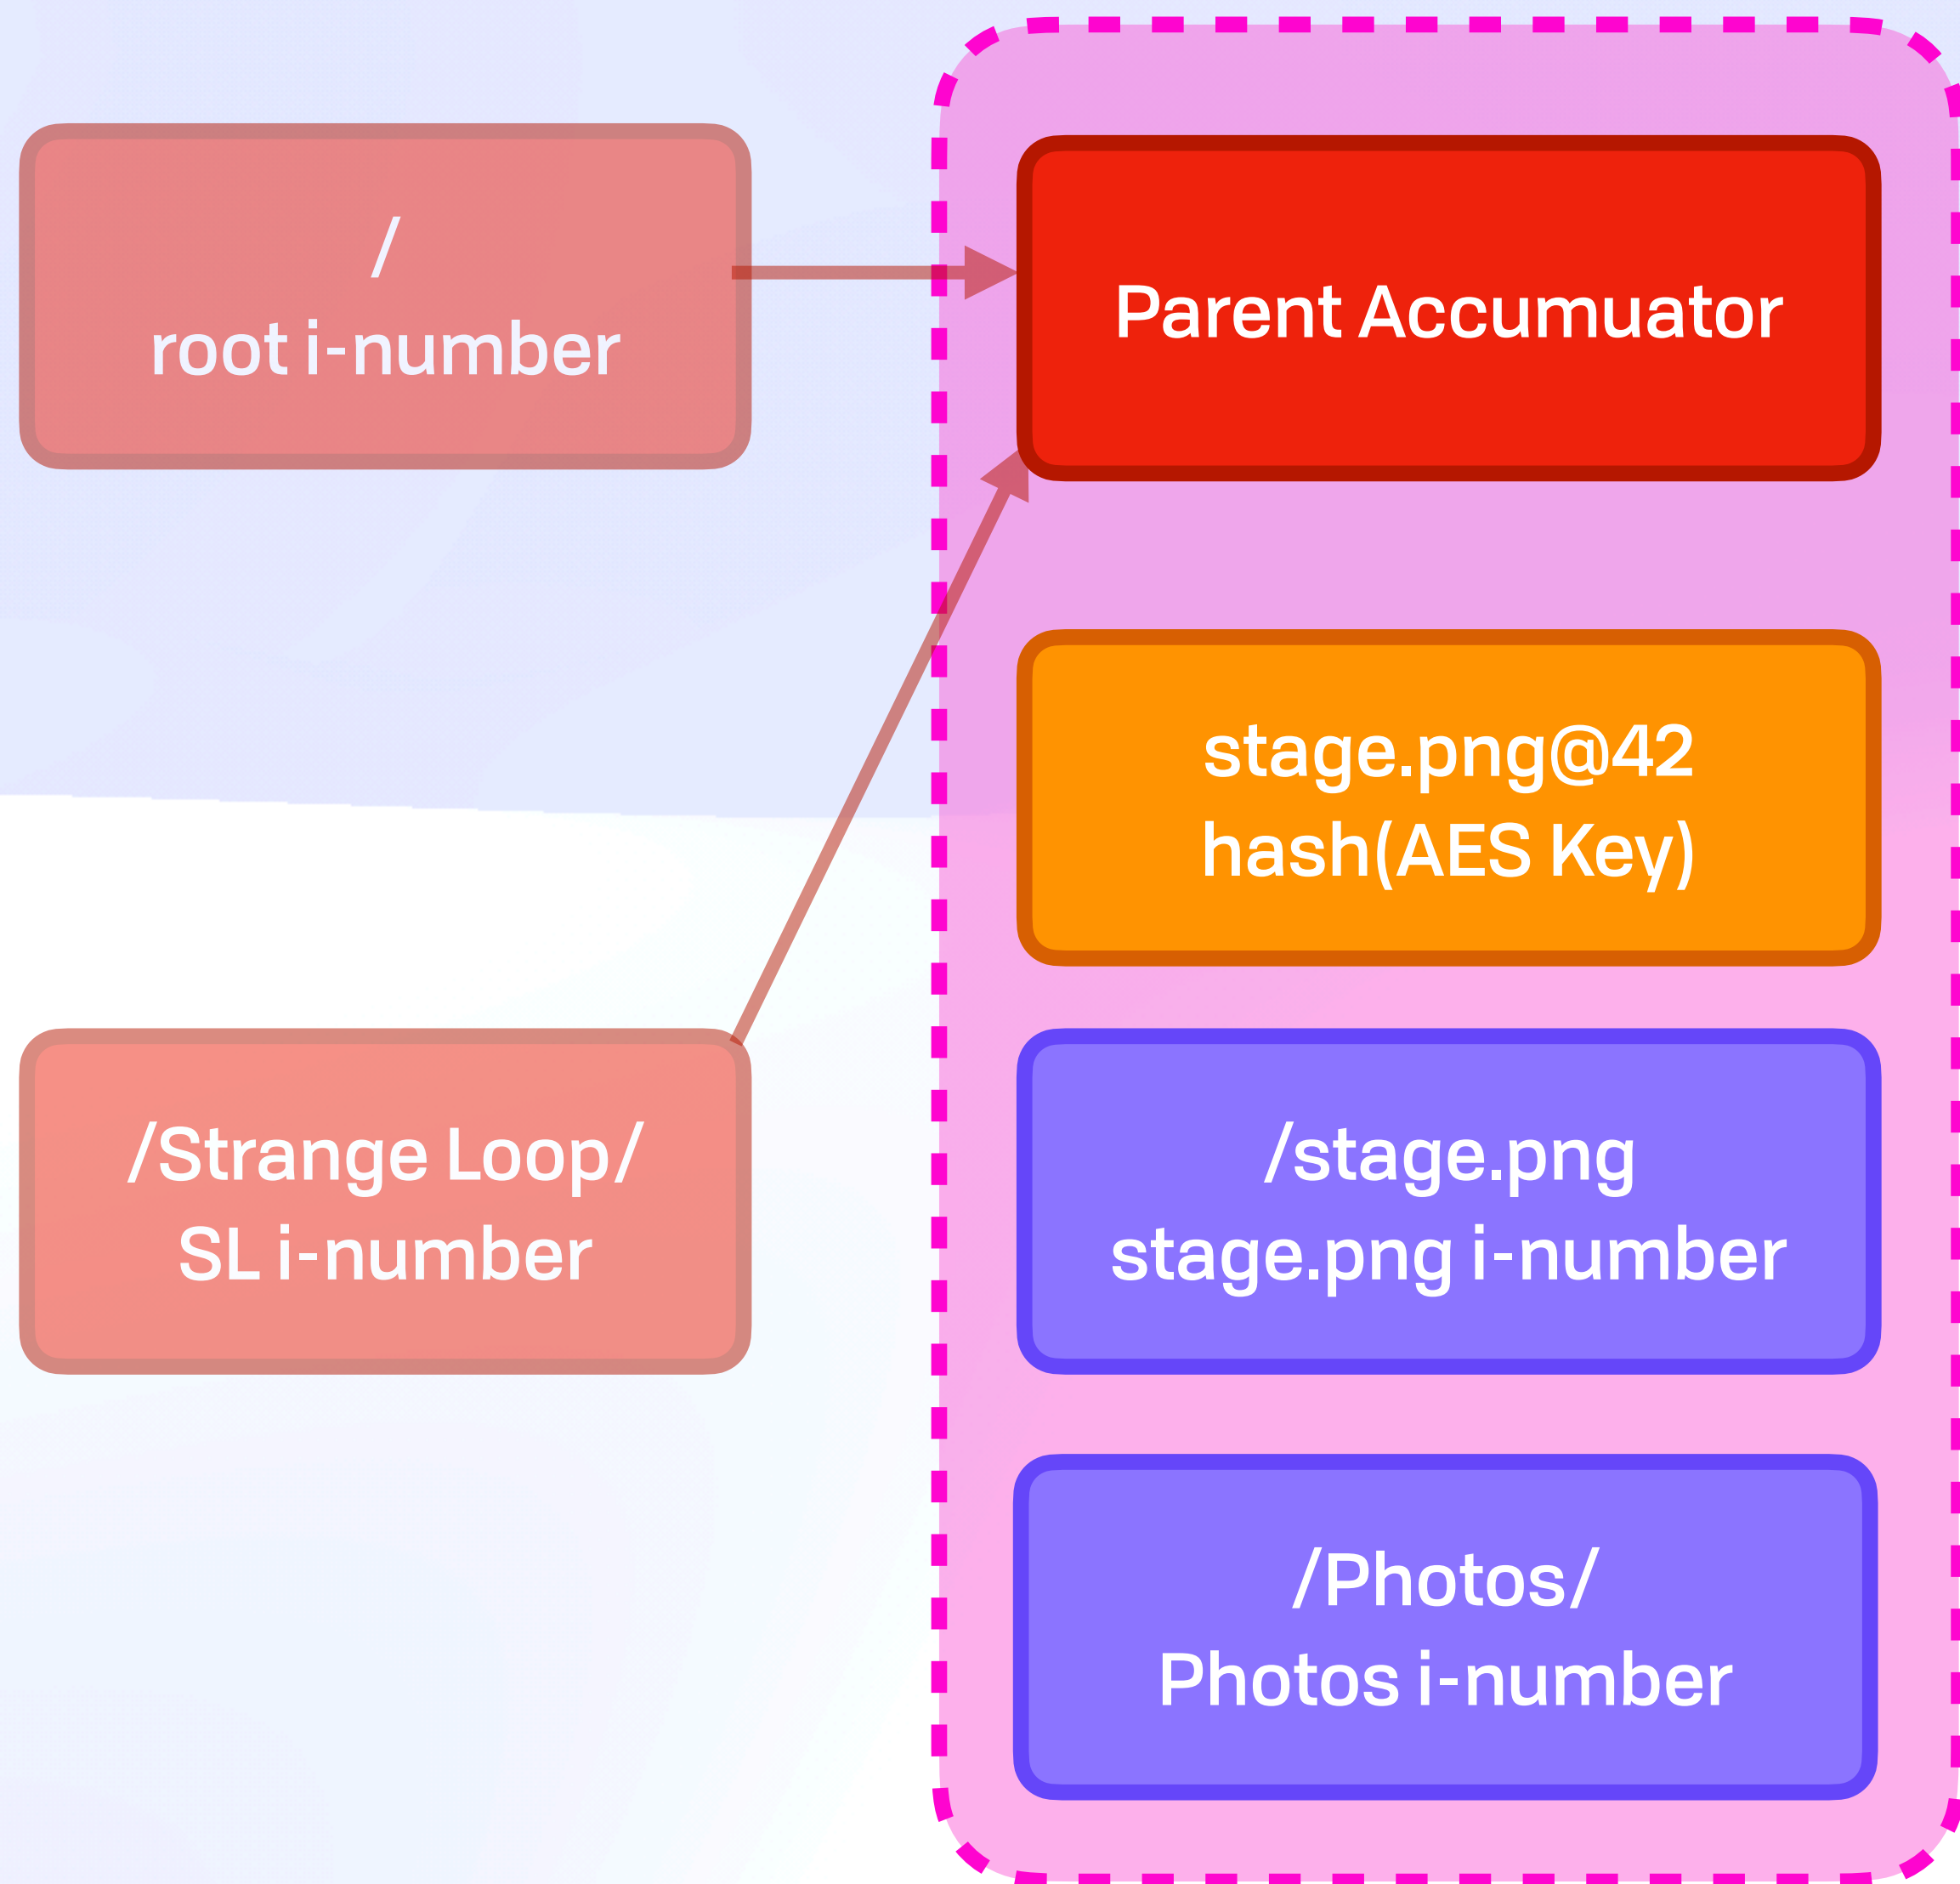 /
root i-number
Parent Accumuator
stage.png@42
hash(AES Key)
/Strange Loop/
SL i-number
/stage.png
stage.png i-number
/Photos/
Photos i-number